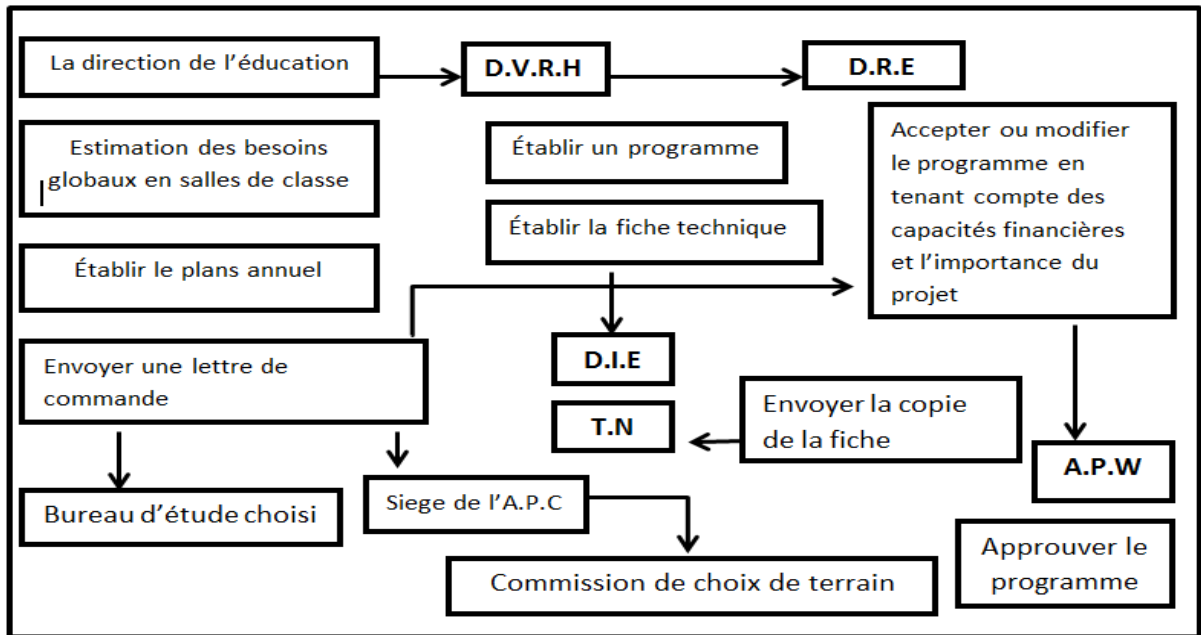 La direction de l’éducation
D.V.R.H
D.R.E
Estimation des besoins
globaux en salles de classe
Établir un programme
Accepter ou modifier
le programme en
tenant compte des
capacités financières
et l’importance du
projet
Établir la fiche technique
Établir le plans annuel
Envoyer une lettre de
commande
D.I.E
T.N
Envoyer la copie
de la fiche
A.P.W
Bureau d’étude choisi
Siege de l’A.P.C
Approuver le
programme
Commission de choix de terrain